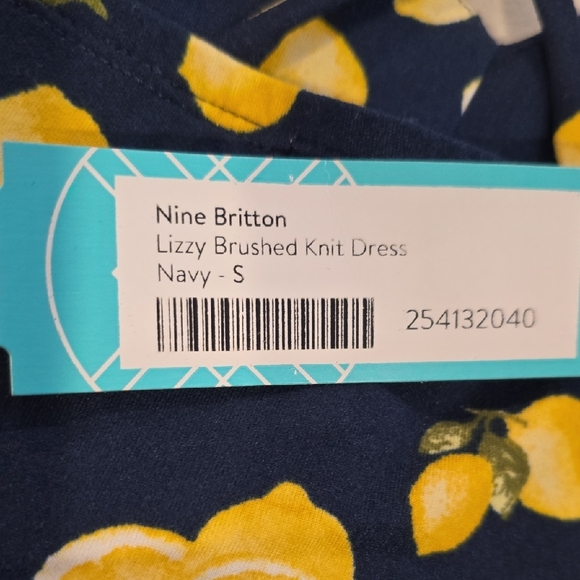 Nine Britton
Lizzy Brushed Knit Dress
Navy - S
254132040